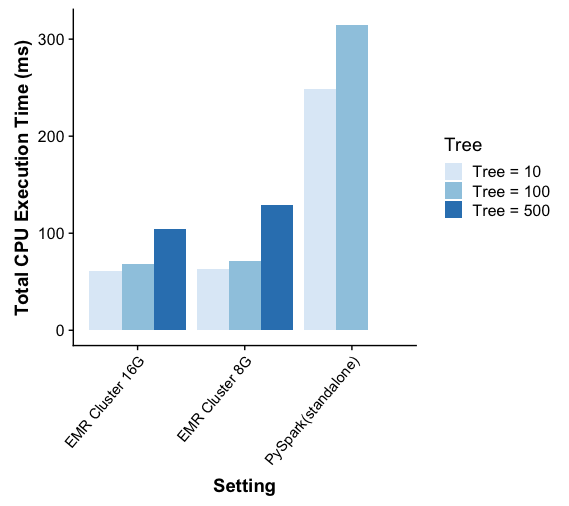 Total CPU Execution Time (ms)
300
200
100
0
EMR Cluster 16G
EMR Cluster 8G
PySpark(standalone)
Setting
Tree
Tree = 10
Tree = 100
Tree = 500